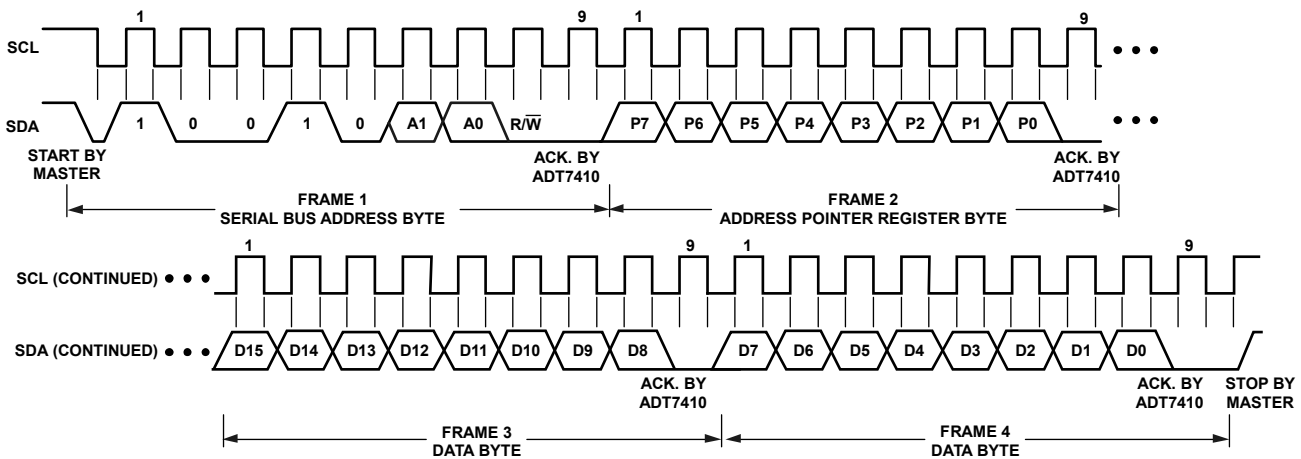 1 9 1 9
SCL
SDA 1 0 0 1 0 A1 A0 R/W̅ P7 P6 P5 P4 P3 P2 P1 P0
START BY
MASTER
ACK. BY
ADT7410
ACK. BY
ADT7410
FRAME 1
SERIAL BUS ADDRESS BYTE
FRAME 2
ADDRESS POINTER REGISTER BYTE
1 9 1 9
SCL (CONTINUED)
SDA (CONTINUED) D15 D14 D13 D12 D11 D10 D9 D8 D7 D6 D5 D4 D3 D2 D1 D0
ACK. BY
ADT7410
ACK. BY
ADT7410
STOP BY
MASTER
FRAME 3
DATA BYTE
FRAME 4
DATA BYTE